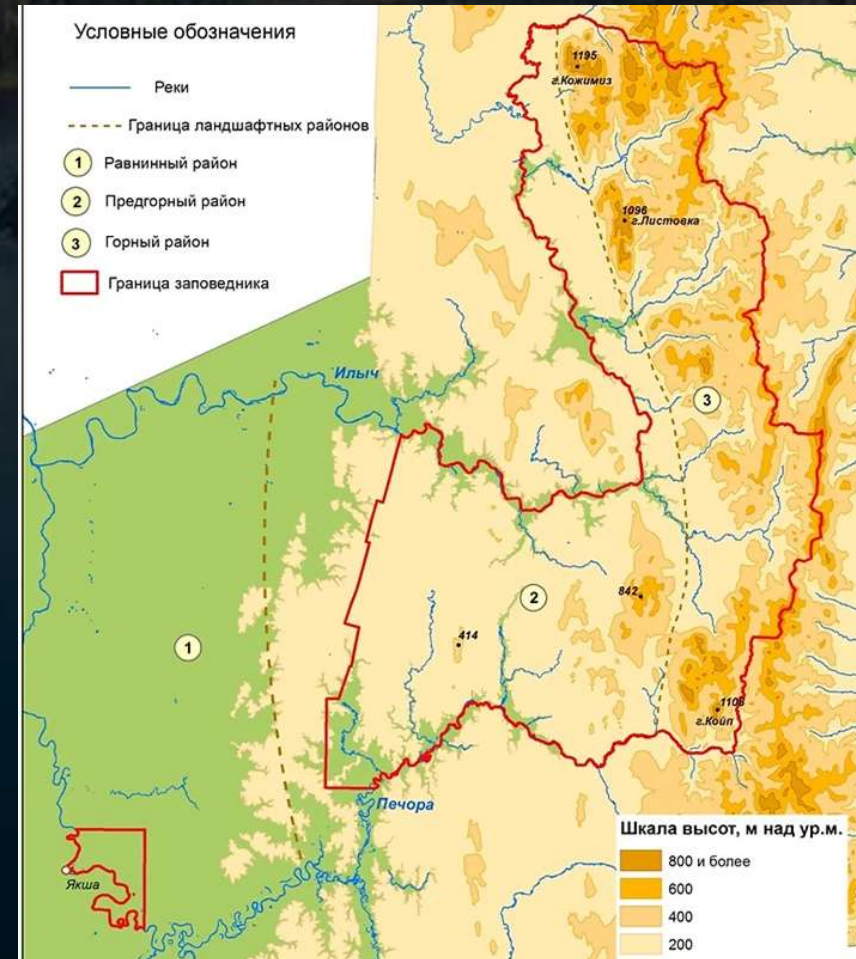 Условные обозначения
Реки
Граница ландшафтных районов
1 Равнинный район
2 Предгорный район
3 Горный район
Граница заповедника
1195
г.Кожимиз
1096
г.Листовка
Илыч
3
2
842
414
1
1108
г.Койп
Печора
Якша
Шкала высот, м над ур.м.
800 и более
600
400
200